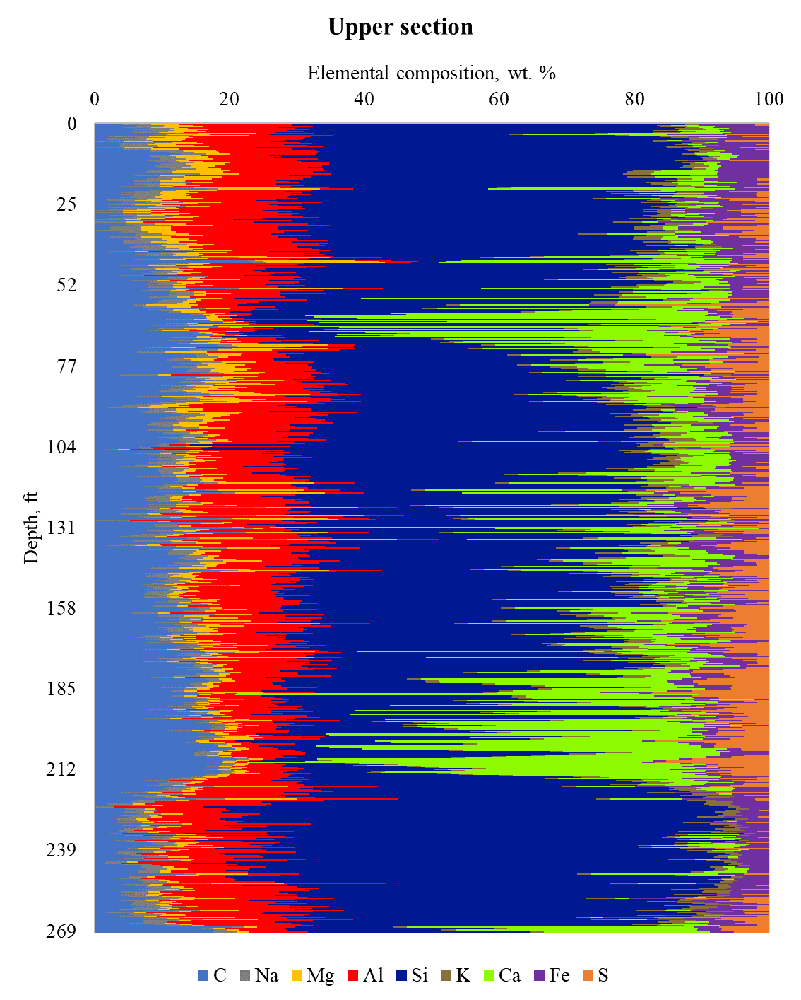 Upper section
Elemental composition, wt. %
0 20 40 60 80 100
0
25
52
77
104
131
158
185
212
239
269
Depth, ft
C Na Mg Al Si K Ca Fe S